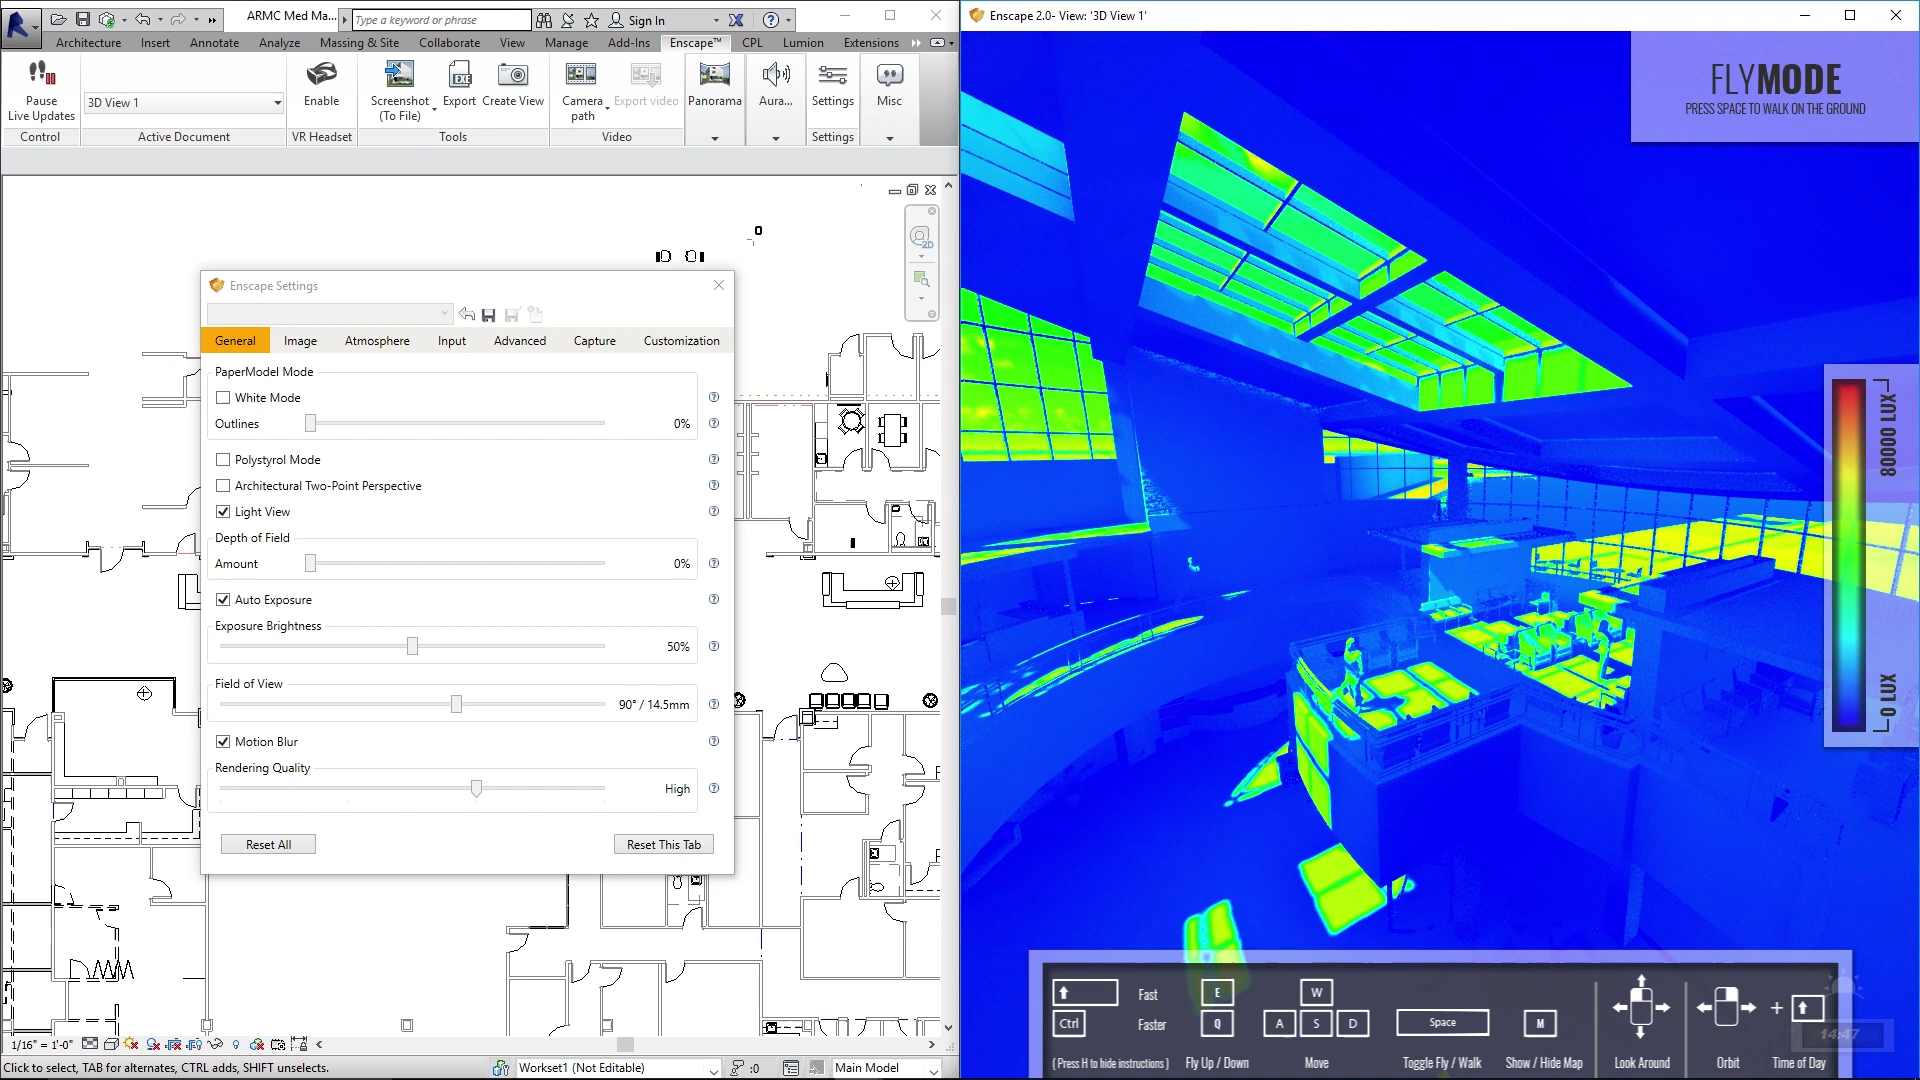 ARMC Med Ma...
Type a keyword or phrase
Sign In
Architecture Insert Annotate Analyze Massing & Site Collaborate View Manage Add-Ins Enscape™ CPL Lumion Extensions
Pause
Live Updates
Control
3D View 1
Active Document
Enable
VR Headset
Screenshot
(To File)
EXE
Export
Create View
Tools
Camera
path
Export video
Video
Panorama
Aura...
Settings
Settings
Misc
2D
Enscape Settings
General Image Atmosphere Input Advanced Capture Customization
PaperModel Mode
White Mode
Outlines 0%
Polystyrol Mode
Architectural Two-Point Perspective
Light View
Depth of Field
Amount 0%
Auto Exposure
Exposure Brightness
50%
Field of View
90° / 14.5mm
Motion Blur
Rendering Quality
High
Reset All Reset This Tab
1/16" = 1'-0"
Click to select, TAB for alternates, CTRL adds, SHIFT unselects.
Workset1 (Not Editable)
:0
Main Model
Enscape 2.0- View: '3D View 1'
FLYMODE
PRESS SPACE TO WALK ON THE GROUND
80000 LUX
0 LUX
Fast
Ctrl Faster
( Press H to hide instructions )
E
Q
Fly Up / Down
W
A S D
Move
Space
Toggle Fly / Walk
M
Show / Hide Map
Look Around
Orbit
+
Time of Day
14:47